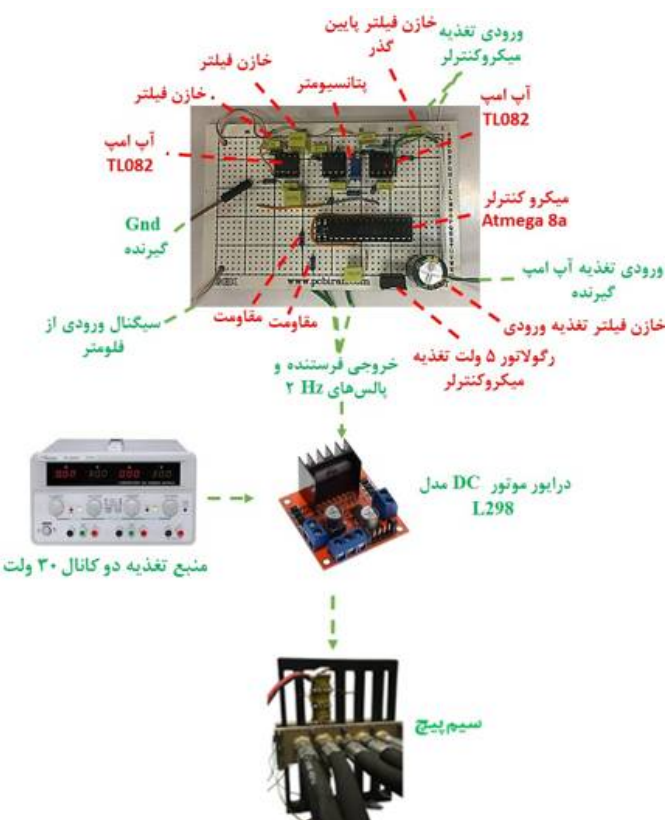 خازن فیلتر پایین
گذر
ورودی تغذیه
میکروکنترلر
خازن فیلتر
پتانسیومتر
آپ امپ
TL082
خازن فیلتر
آپ امپ
TL082
میکرو کنترلر
Atmega 8a
Gnd
گیرنده
ورودی تغذیه آپ امپ
گیرنده
www.pcbiran.com
سیگنال ورودی از
فلومتر
مقاومت
مقاومت
خازن فیلتر تغذیه ورودی
رگولاتور ۵ ولت تغذیه
میکروکنترلر
خروجی فرستنده و
پالس‌های ۲ Hz
درایور موتور DC مدل
L298
منبع تغذیه دو کانال ۳۰ ولت
سیم‌پیچ